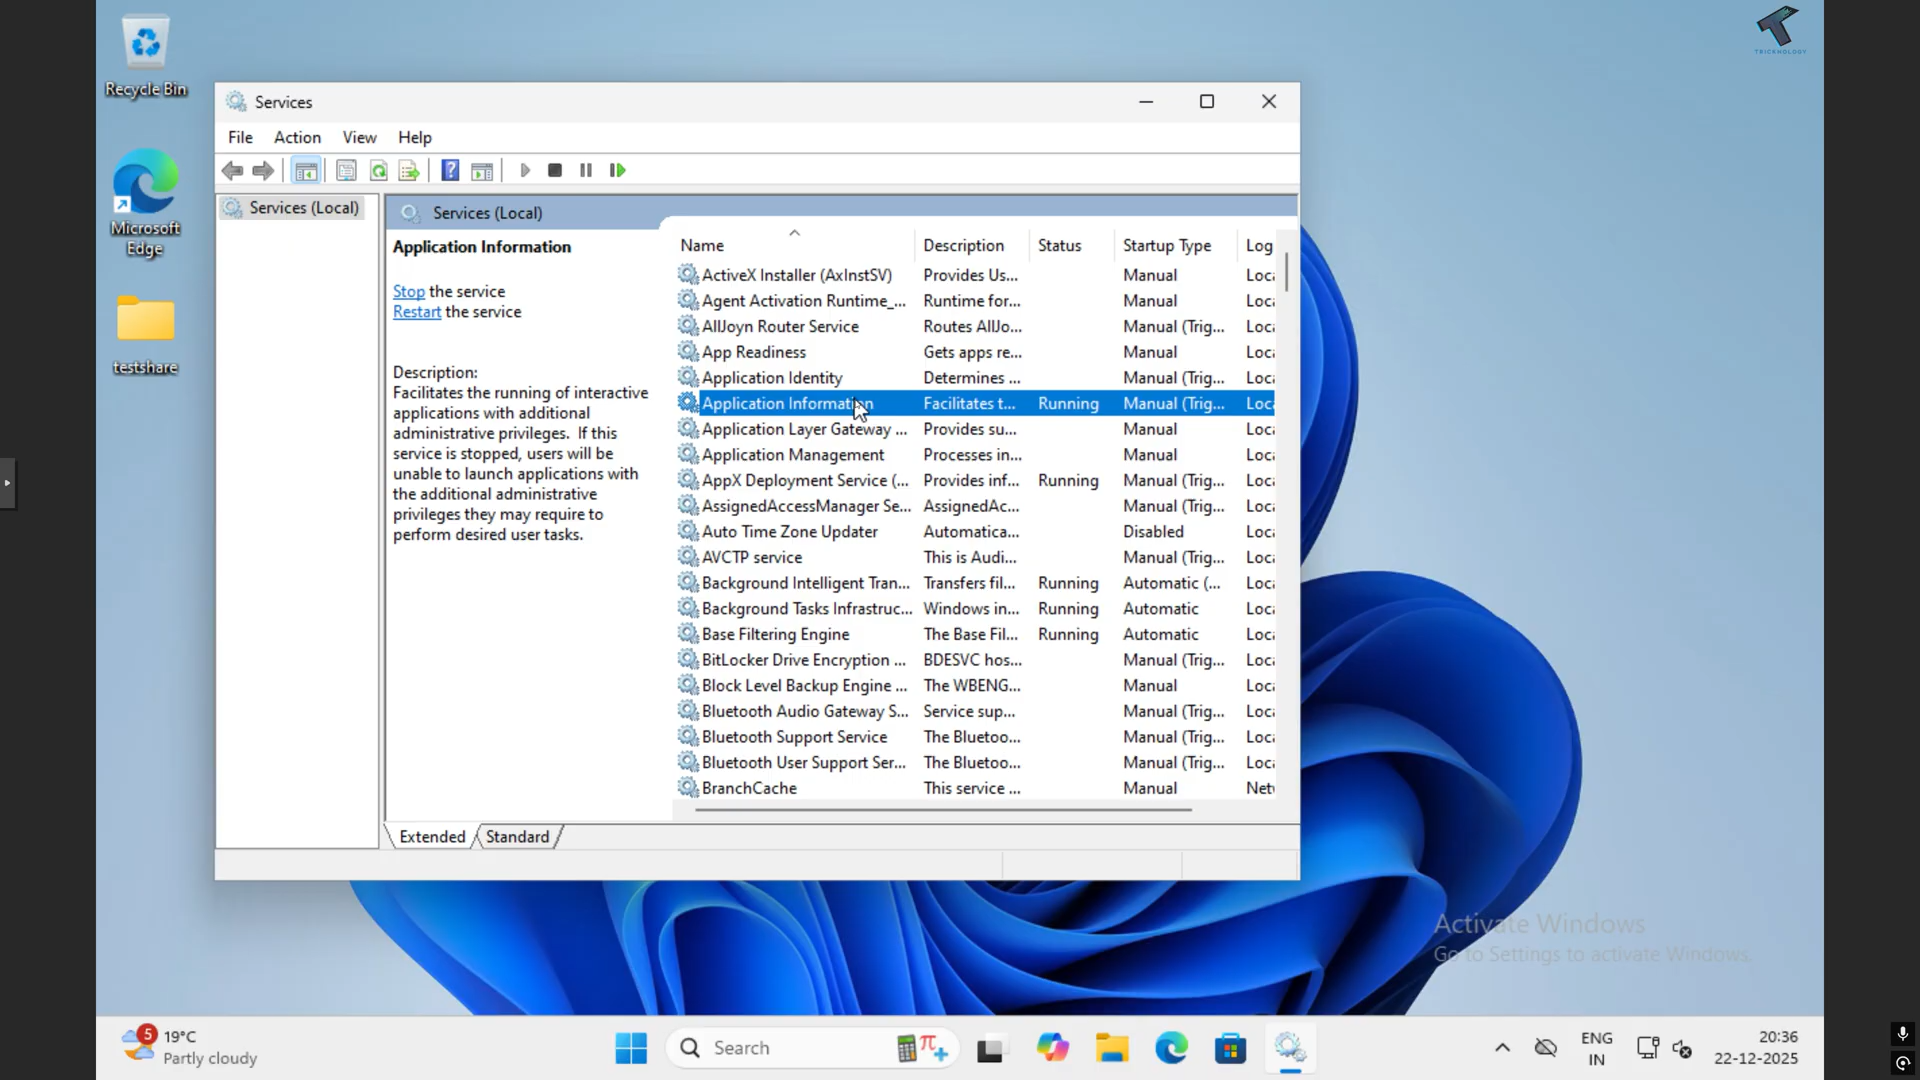 Recycle Bin
Microsoft
Edge
testshare
TRICKNOLOGY
Services
File Action View Help
Services (Local)
Services (Local)
Application Information
Stop the service
Restart the service
Description:
Facilitates the running of interactive
applications with additional
administrative privileges. If this
service is stopped, users will be
unable to launch applications with
the additional administrative
privileges they may require to
perform desired user tasks.
Name Description Status Startup Type Log
ActiveX Installer (AxInstSV) Provides Us... Manual Loca
Agent Activation Runtime_... Runtime for... Manual Loca
AllJoyn Router Service Routes AllJo... Manual (Trig... Loca
App Readiness Gets apps re... Manual Loca
Application Identity Determines ... Manual (Trig... Loca
Application Information Facilitates t... Running Manual (Trig... Loca
Application Layer Gateway ... Provides su... Manual Loca
Application Management Processes in... Manual Loca
AppX Deployment Service (... Provides inf... Running Manual (Trig... Loca
AssignedAccessManager Se... AssignedAc... Manual (Trig... Loca
Auto Time Zone Updater Automatica... Disabled Loca
AVCTP service This is Audi... Manual (Trig... Loca
Background Intelligent Tran... Transfers fil... Running Automatic (... Loca
Background Tasks Infrastruc... Windows in... Running Automatic Loca
Base Filtering Engine The Base Fil... Running Automatic Loca
BitLocker Drive Encryption ... BDESVC hos... Manual (Trig... Loca
Block Level Backup Engine ... The WBENG... Manual Loca
Bluetooth Audio Gateway S... Service sup... Manual (Trig... Loca
Bluetooth Support Service The Bluetoo... Manual (Trig... Loca
Bluetooth User Support Ser... The Bluetoo... Manual (Trig... Loca
BranchCache This service ... Manual Netw
Extended Standard
Activate Windows
Go to Settings to activate Windows.
5
19°C
Partly cloudy
Search
ENG
IN
20:36
22-12-2025